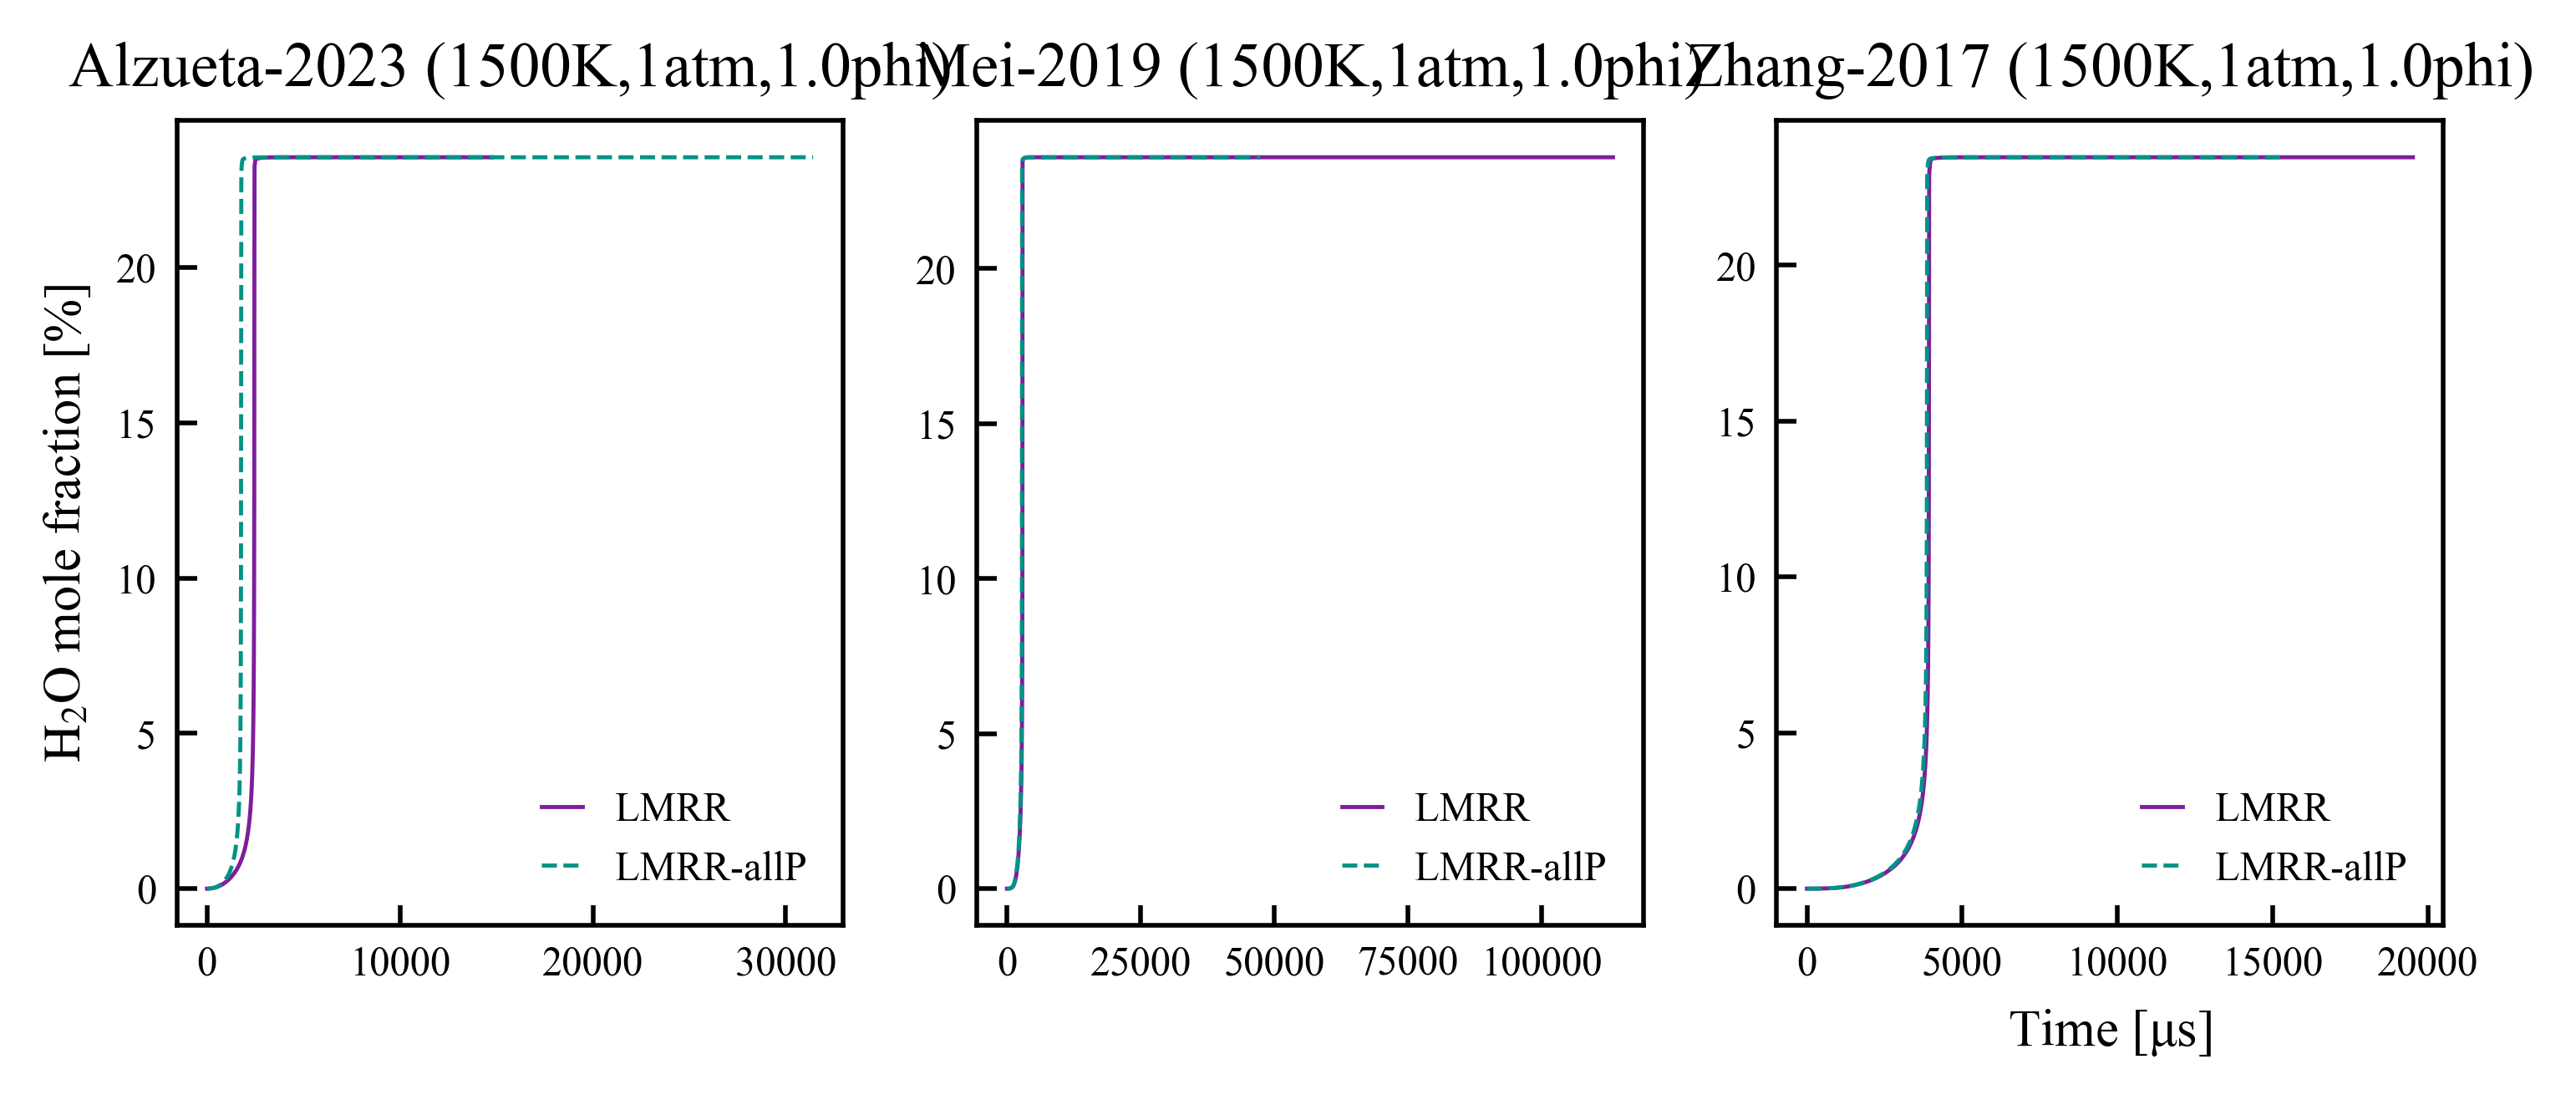 Alzueta-2023 (1500K,1atm,1.0phi)
Mei-2019 (1500K,1atm,1.0phi)
Zhang-2017 (1500K,1atm,1.0phi)
H₂O mole fraction [%]
20
15
10
5
0
0 10000 20000 30000
LMRR
LMRR-allP
20
15
10
5
0
0 25000 50000 75000 100000
LMRR
LMRR-allP
20
15
10
5
0
0 5000 10000 15000 20000
LMRR
LMRR-allP
Time [μs]